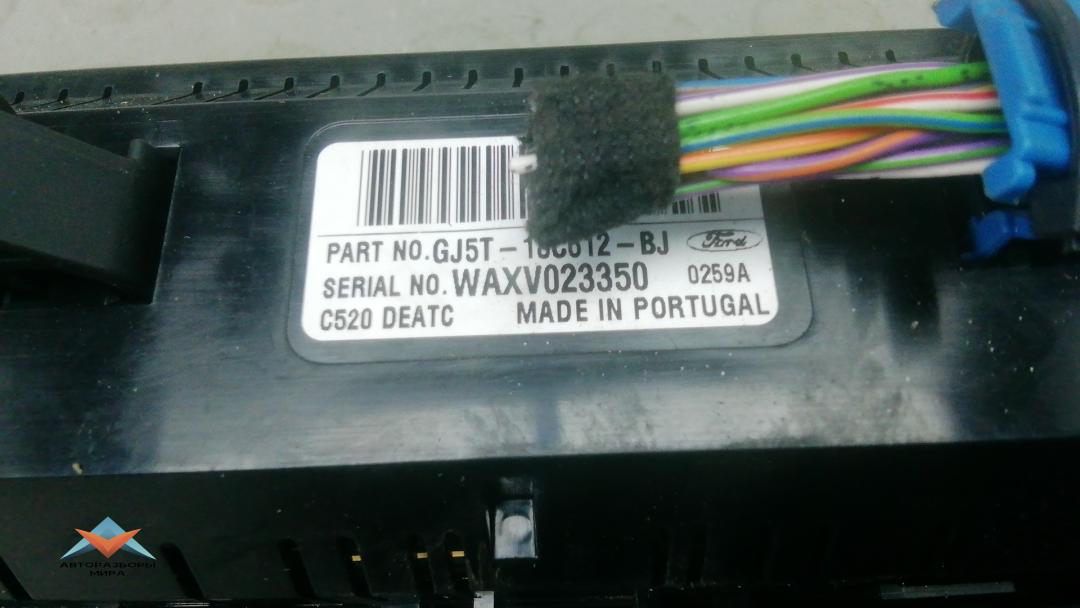 PART NO. GJ5T-18C612-BJ Ford
SERIAL NO. WAXV023350 0259A
C520 DEATC MADE IN PORTUGAL
АВТОРАЗБОРЫ
МИРА